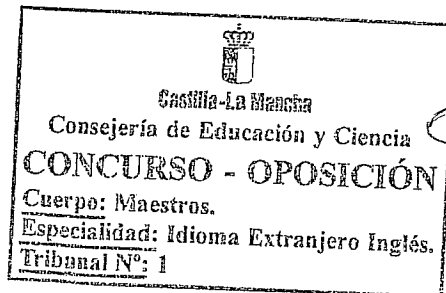 Castilla-La Mancha
Consejería de Educación y Ciencia
CONCURSO - OPOSICIÓN
Cuerpo: Maestros.
Especialidad: Idioma Extranjero Inglés.
Tribunal Nº: 1